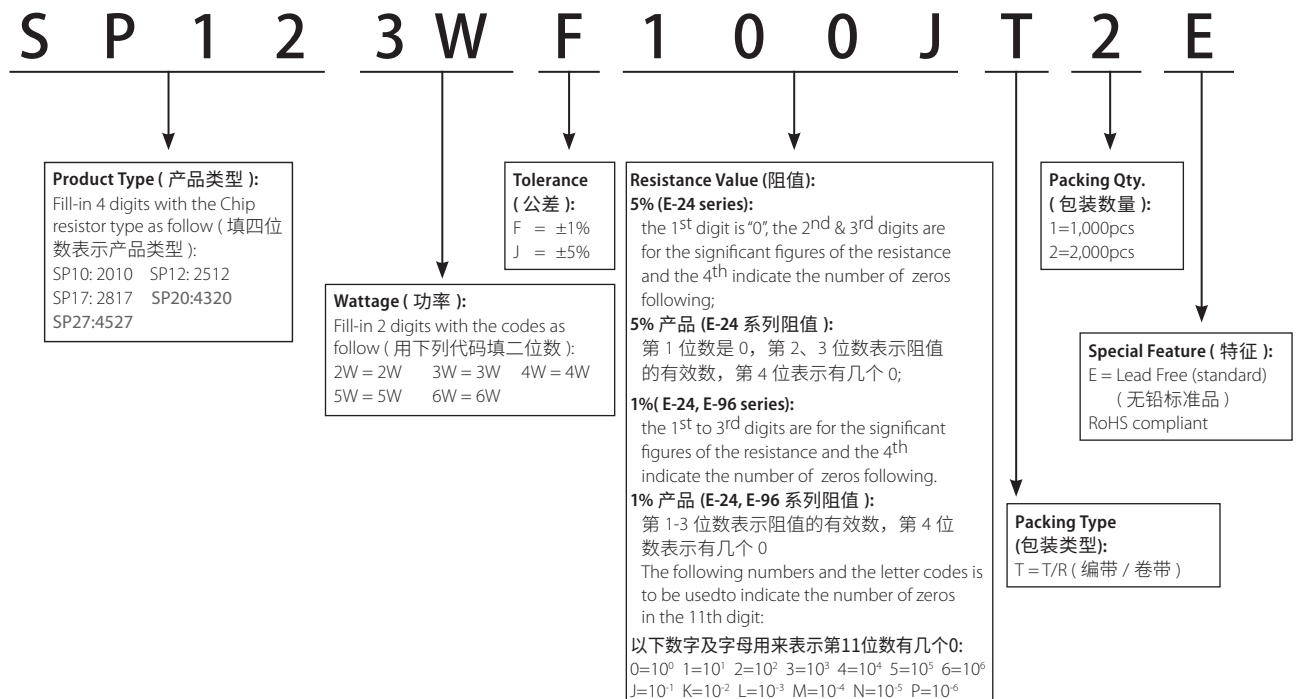 S P 1 2 3 W F 1 0 0 J T 2 E
Product Type ( 产品类型 ):
Fill-in 4 digits with the Chip
resistor type as follow ( 填四位
数表示产品类型 ):
SP10: 2010 SP12: 2512
SP17: 2817 SP20:4320
SP27:4527
Wattage ( 功率 ):
Fill-in 2 digits with the codes as
follow ( 用下列代码填二位数 ):
2W = 2W 3W = 3W 4W = 4W
5W = 5W 6W = 6W
Tolerance
( 公差 ):
F = ±1%
J = ±5%
Resistance Value (阻值):
5% (E-24 series):
the 1st digit is “0”, the 2nd & 3rd digits are
for the significant figures of the resistance
and the 4th indicate the number of zeros
following;
5% 产品 (E-24 系列阻值 ):
第 1 位数是 0，第 2、3 位数表示阻值
的有效数，第 4 位表示有几个 0;
1%( E-24, E-96 series):
the 1st to 3rd digits are for the significant
figures of the resistance and the 4th
indicate the number of zeros following.
1% 产品 (E-24, E-96 系列阻值 ):
第 1-3 位数表示阻值的有效数，第 4 位
数表示有几个 0
The following numbers and the letter codes is
to be usedto indicate the number of zeros
in the 11th digit:
以下数字及字母用来表示第11位数有几个0:
0=10⁰ 1=10¹ 2=10² 3=10³ 4=10⁴ 5=10⁵ 6=10⁶
J=10⁻¹ K=10⁻² L=10⁻³ M=10⁻⁴ N=10⁻⁵ P=10⁻⁶
Packing Type
(包装类型):
T = T/R ( 编带 / 卷带 )
Packing Qty.
( 包装数量 ):
1=1,000pcs
2=2,000pcs
Special Feature ( 特征 ):
E = Lead Free (standard)
( 无铅标准品 )
RoHS compliant